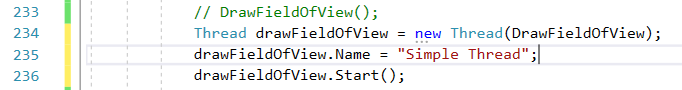 233 // DrawFieldOfView();
234 Thread drawFieldOfView = new Thread(DrawFieldOfView);
235 drawFieldOfView.Name = "Simple Thread";
236 drawFieldOfView.Start();